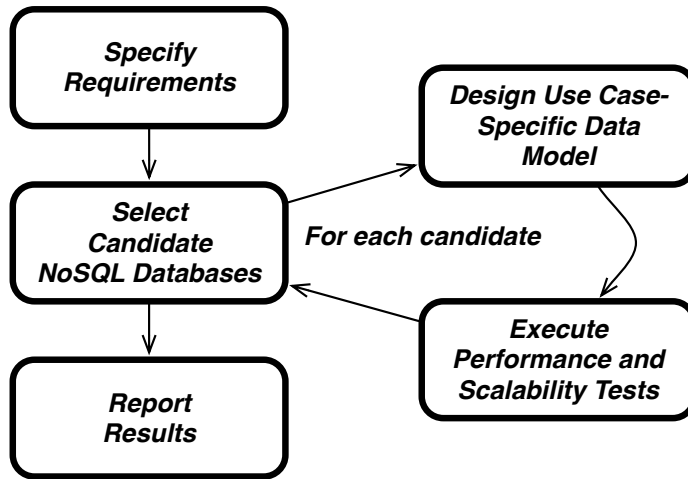 Specify
Requirements
Design Use Case-
Specific Data
Model
Select
Candidate
NoSQL Databases
For each candidate
Execute
Performance and
Scalability Tests
Report
Results